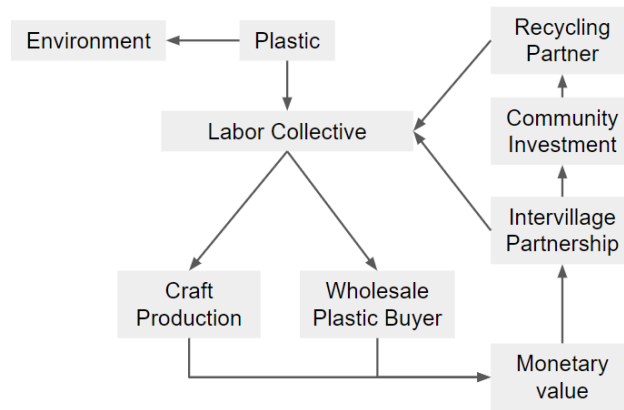 Environment
Plastic
Recycling
Partner
Labor Collective
Community
Investment
Intervillage
Partnership
Craft
Production
Wholesale
Plastic Buyer
Monetary
value